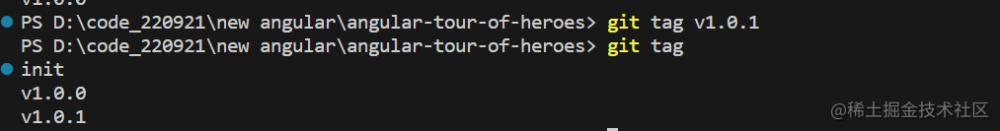 v1.0.0
PS D:\code_220921\new angular\angular-tour-of-heroes> git tag v1.0.1
PS D:\code_220921\new angular\angular-tour-of-heroes> git tag
init
v1.0.0
v1.0.1
@稀土掘金技术社区